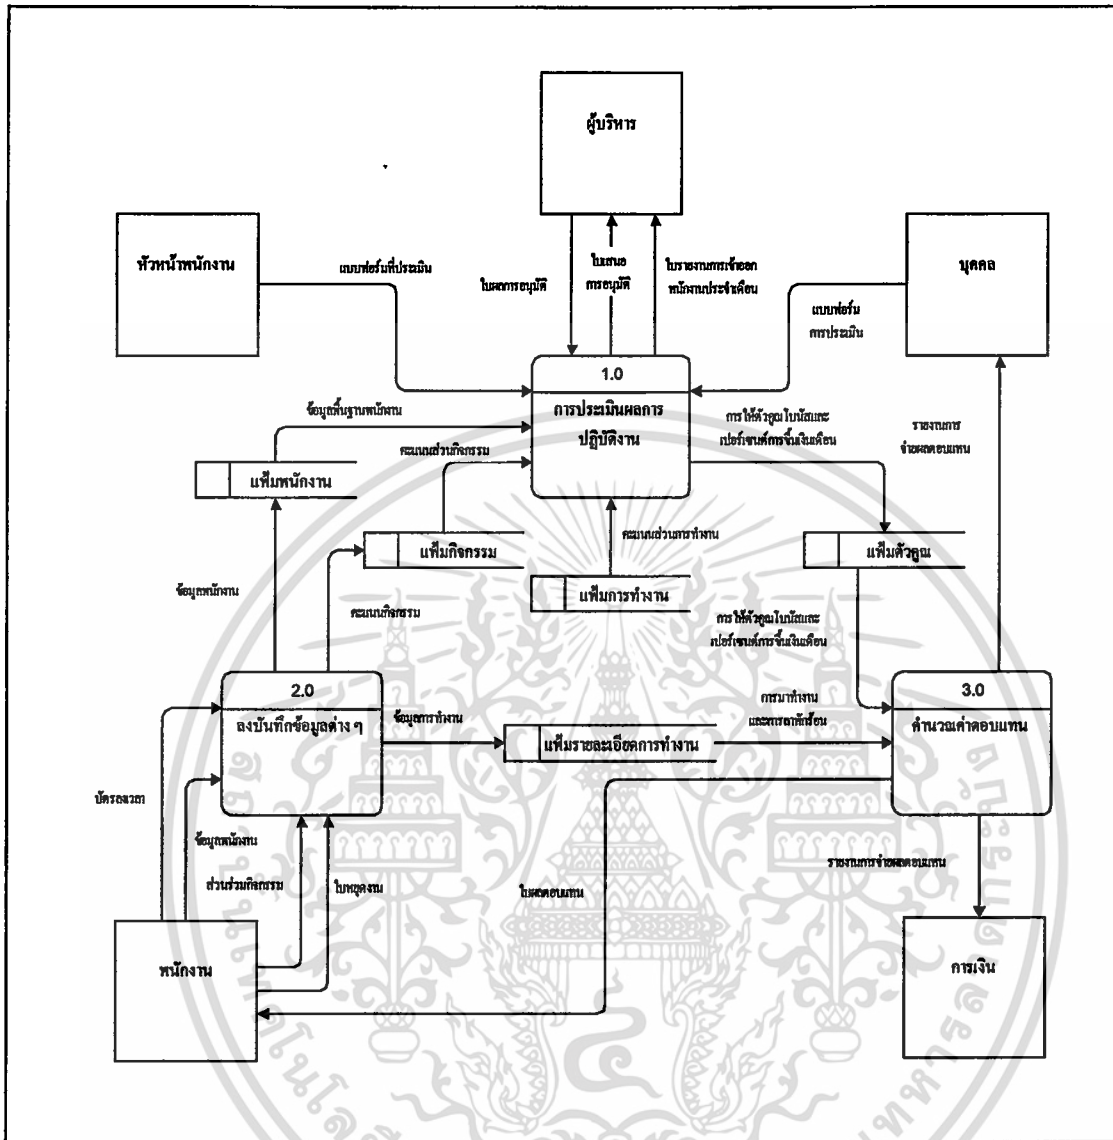 ผู้บริหาร
หัวหน้าพนักงาน
บุคคล
แบบฟอร์มที่ประเมิน
ใบผลการอนุมัติ
ใบเสนอ
การอนุมัติ
ใบรายงานการเข้าออก
พนักงานประจำเดือน
แบบฟอร์ม
การประเมิน
1.0
การประเมินผลการ
ปฏิบัติงาน
ข้อมูลพื้นฐานพนักงาน
คะแนนส่วนกิจกรรม
การให้ตัวคูณโบนัสและ
เปอร์เซนต์การขึ้นเงินเดือน
รายงานการ
จ่ายผลตอบแทน
แฟ้มพนักงาน
แฟ้มกิจกรรม
คะแนนส่วนการทำงาน
แฟ้มตัวคูณ
แฟ้มการทำงาน
ข้อมูลพนักงาน
คะแนนกิจกรรม
การให้ตัวคูณโบนัสและ
เปอร์เซนต์การขึ้นเงินเดือน
2.0
ลงบันทึกข้อมูลต่าง ๆ
ข้อมูลการทำงาน
แฟ้มรายละเอียดการทำงาน
การมาทำงาน
และการลาพักร้อน
3.0
คำนวณค่าตอบแทน
บัตรลงเวลา
ข้อมูลพนักงาน
ส่วนร่วมกิจกรรม
ใบหยุดงาน
ใบผลตอบแทน
รายงานการจ่ายผลตอบแทน
พนักงาน
การเงิน